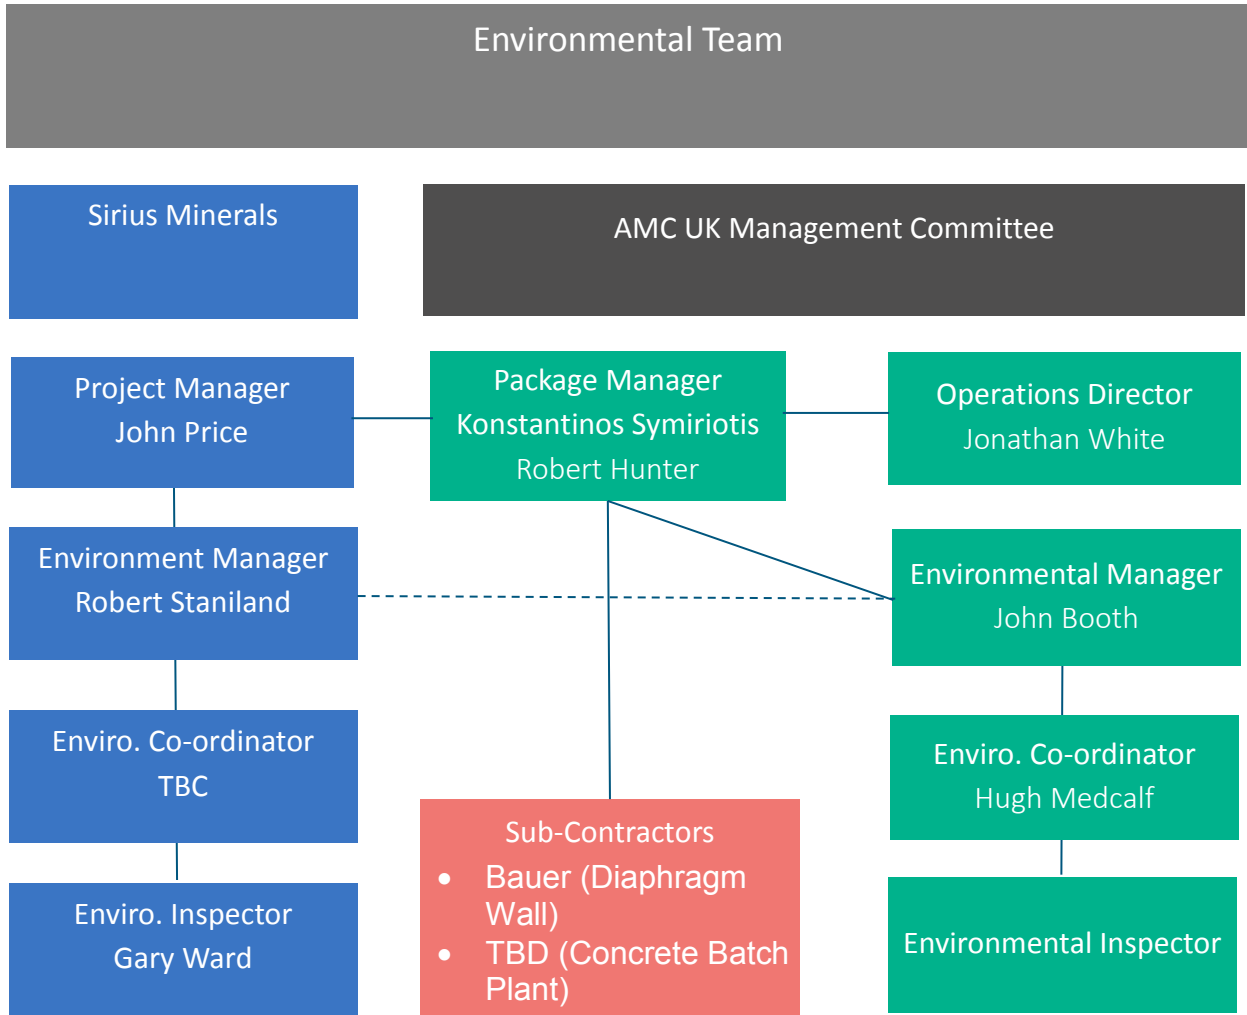 Environmental Team
Sirius Minerals
AMC UK Management Committee
Project Manager
John Price
Package Manager
Konstantinos Symiriotis
Robert Hunter
Operations Director
Jonathan White
Environment Manager
Robert Staniland
Environmental Manager
John Booth
Enviro. Co-ordinator
TBC
Enviro. Co-ordinator
Hugh Medcalf
Sub-Contractors
• Bauer (Diaphragm
Wall)
• TBD (Concrete Batch
Plant)
Enviro. Inspector
Gary Ward
Environmental Inspector